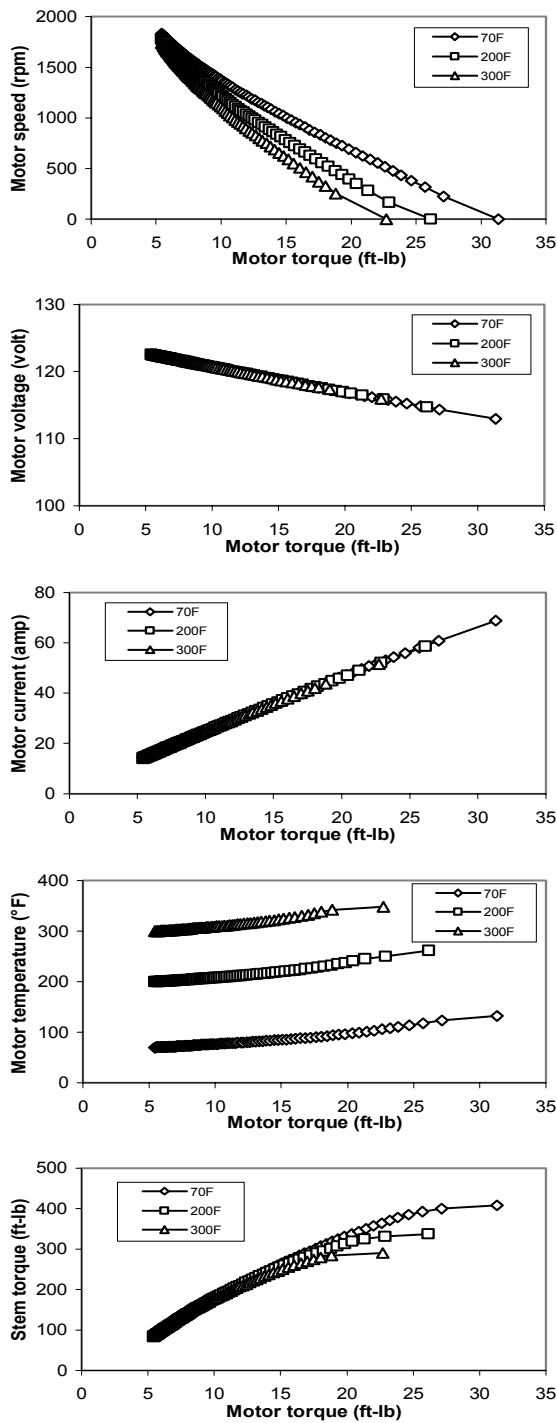 Motor speed (rpm)
2000
1500
1000
500
0
70F
200F
300F
0 5 10 15 20 25 30 35
Motor torque (ft-lb)
Motor voltage (volt)
130
120
110
100
70F
200F
300F
0 5 10 15 20 25 30 35
Motor torque (ft-lb)
Motor current (amp)
80
60
40
20
0
70F
200F
300F
0 5 10 15 20 25 30 35
Motor torque (ft-lb)
Motor temperature (°F)
400
300
200
100
0
70F
200F
300F
0 5 10 15 20 25 30 35
Motor torque (ft-lb)
Stem torque (ft-lb)
500
400
300
200
100
0
70F
200F
300F
0 5 10 15 20 25 30 35
Motor torque (ft-lb)